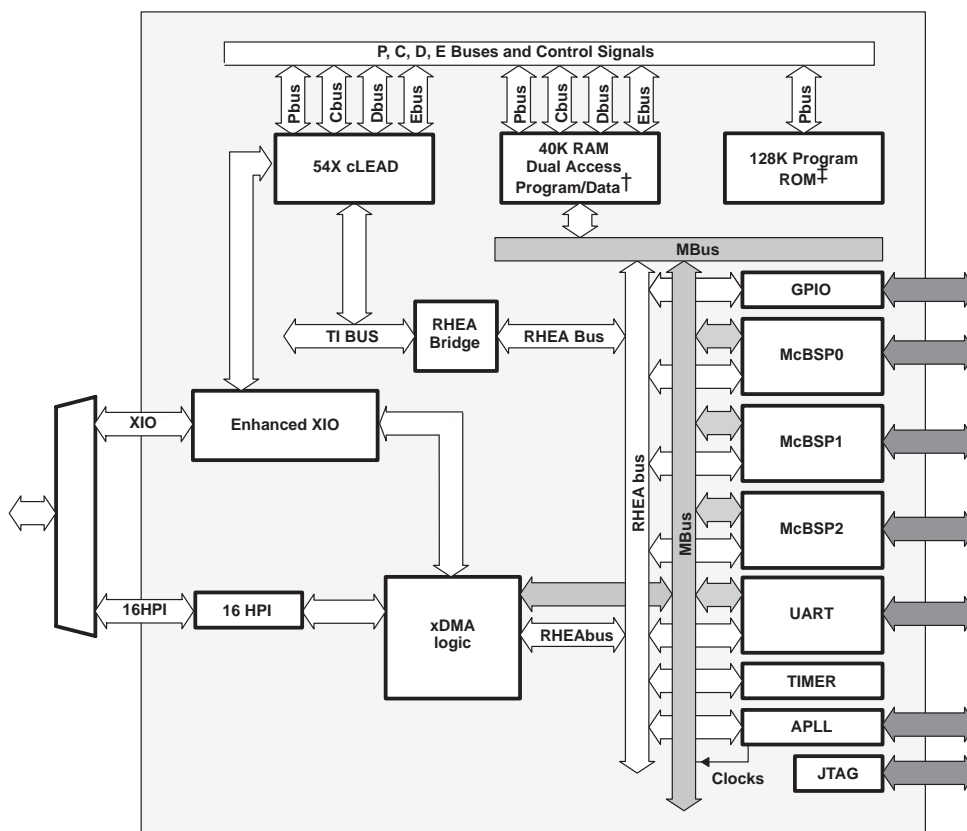 P, C, D, E Buses and Control Signals
Pbus
Cbus
Dbus
Ebus
Pbus
Cbus
Dbus
Ebus
Pbus
54X cLEAD
40K RAM
Dual Access
Program/Data†
128K Program
ROM‡
MBus
GPIO
TI BUS
RHEA
Bridge
RHEA Bus
McBSP0
XIO
Enhanced XIO
McBSP1
RHEA bus
MBus
McBSP2
16HPI
16 HPI
xDMA
logic
RHEAbus
UART
TIMER
APLL
Clocks
JTAG